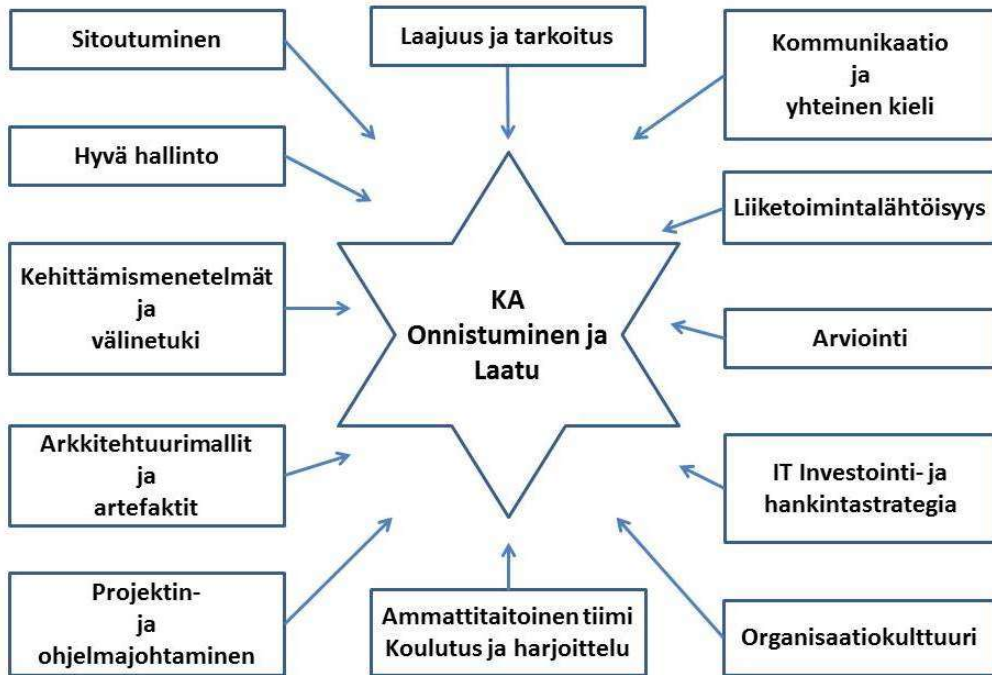 Sitoutuminen
Laajuus ja tarkoitus
Kommunikaatio
ja
yhteinen kieli
Hyvä hallinto
Liiketoimintalähtöisyys
Kehittämismenetelmät
ja
välinetuki
KA
Onnistuminen ja
Laatu
Arviointi
Arkkitehtuurimallit
ja
artefaktit
IT Investointi- ja
hankintastrategia
Projektin-
ja
ohjelmajohtaminen
Ammattitaitoinen tiimi
Koulutus ja harjoittelu
Organisaatiokulttuuri